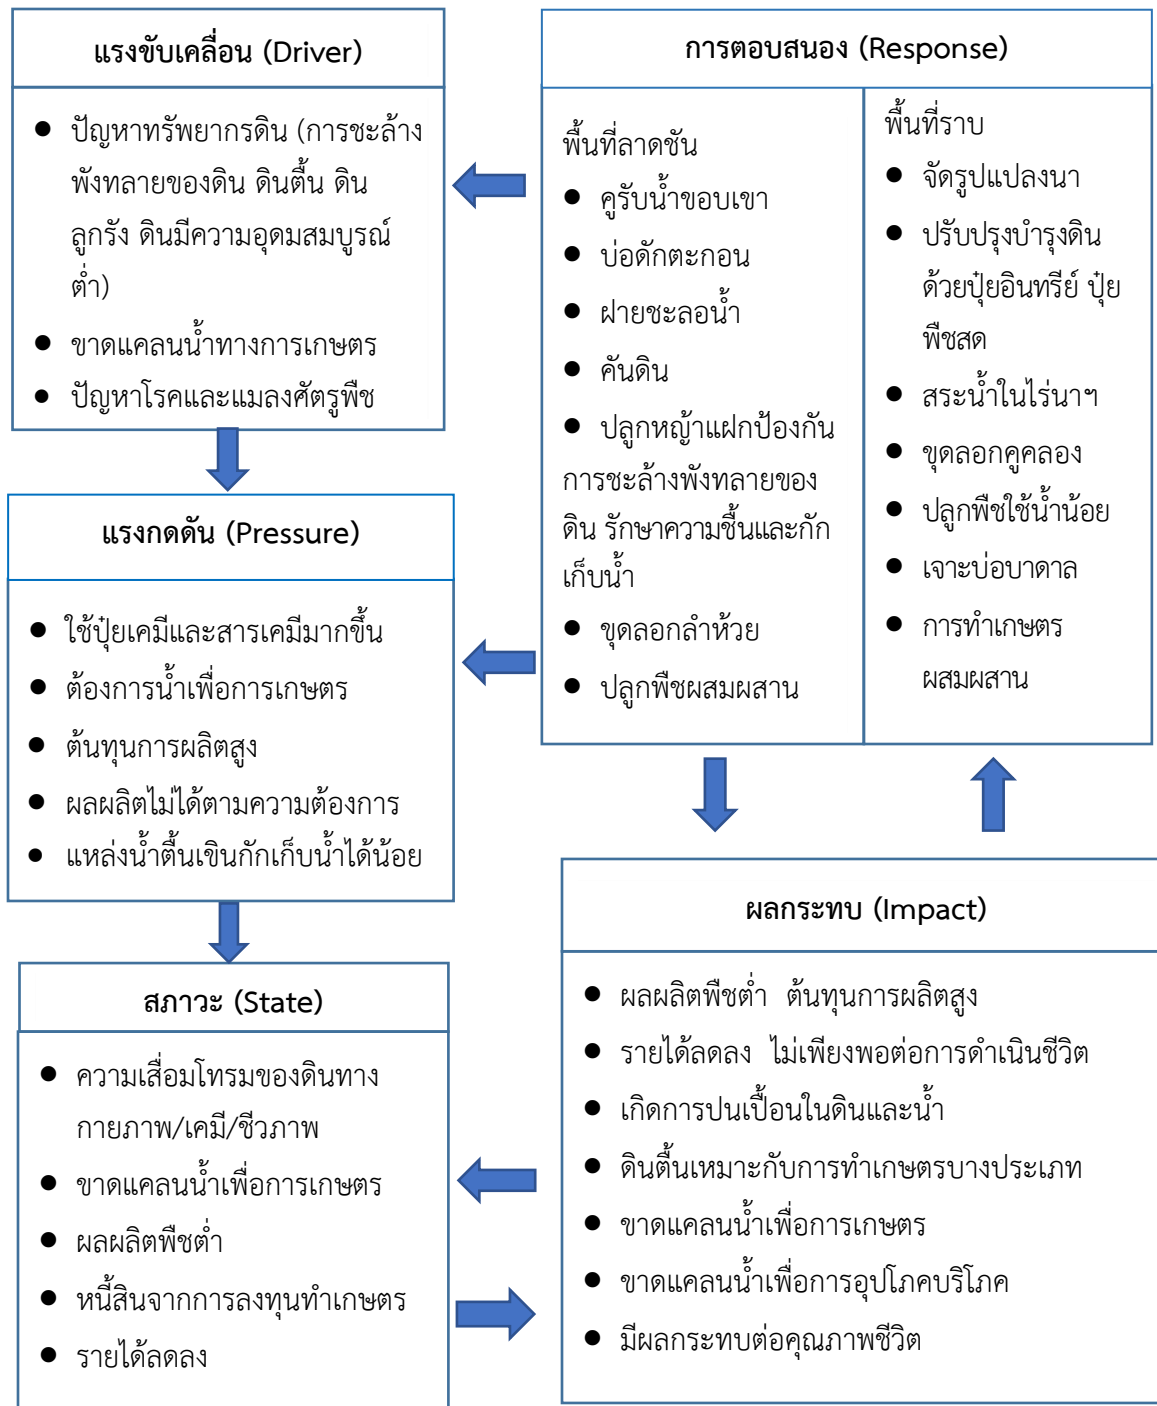 แรงขับเคลื่อน (Driver)
● ปัญหาทรัพยากรดิน (การชะล้าง
พังทลายของดิน ดินตื้น ดิน
ลูกรัง ดินมีความอุดมสมบูรณ์
ต่ำ)
● ขาดแคลนน้ำทางการเกษตร
● ปัญหาโรคและแมลงศัตรูพืช
แรงกดดัน (Pressure)
● ใช้ปุ๋ยเคมีและสารเคมีมากขึ้น
● ต้องการน้ำเพื่อการเกษตร
● ต้นทุนการผลิตสูง
● ผลผลิตไม่ได้ตามความต้องการ
● แหล่งน้ำตื้นเขินกักเก็บน้ำได้น้อย
สภาวะ (State)
● ความเสื่อมโทรมของดินทาง
กายภาพ/เคมี/ชีวภาพ
● ขาดแคลนน้ำเพื่อการเกษตร
● ผลผลิตพืชต่ำ
● หนี้สินจากการลงทุนทำเกษตร
● รายได้ลดลง
การตอบสนอง (Response)
พื้นที่ลาดชัน
● คูรับน้ำขอบเขา
● บ่อดักตะกอน
● ฝายชะลอน้ำ
● คันดิน
● ปลูกหญ้าแฝกป้องกัน
การชะล้างพังทลายของ
ดิน รักษาความชื้นและกัก
เก็บน้ำ
● ขุดลอกลำห้วย
● ปลูกพืชผสมผสาน
พื้นที่ราบ
● จัดรูปแปลงนา
● ปรับปรุงบำรุงดิน
ด้วยปุ๋ยอินทรีย์ ปุ๋ย
พืชสด
● สระน้ำในไร่นาฯ
● ขุดลอกคูคลอง
● ปลูกพืชใช้น้ำน้อย
● เจาะบ่อบาดาล
● การทำเกษตร
ผสมผสาน
ผลกระทบ (Impact)
● ผลผลิตพืชต่ำ ต้นทุนการผลิตสูง
● รายได้ลดลง ไม่เพียงพอต่อการดำเนินชีวิต
● เกิดการปนเปื้อนในดินและน้ำ
● ดินตื้นเหมาะกับการทำเกษตรบางประเภท
● ขาดแคลนน้ำเพื่อการเกษตร
● ขาดแคลนน้ำเพื่อการอุปโภคบริโภค
● มีผลกระทบต่อคุณภาพชีวิต